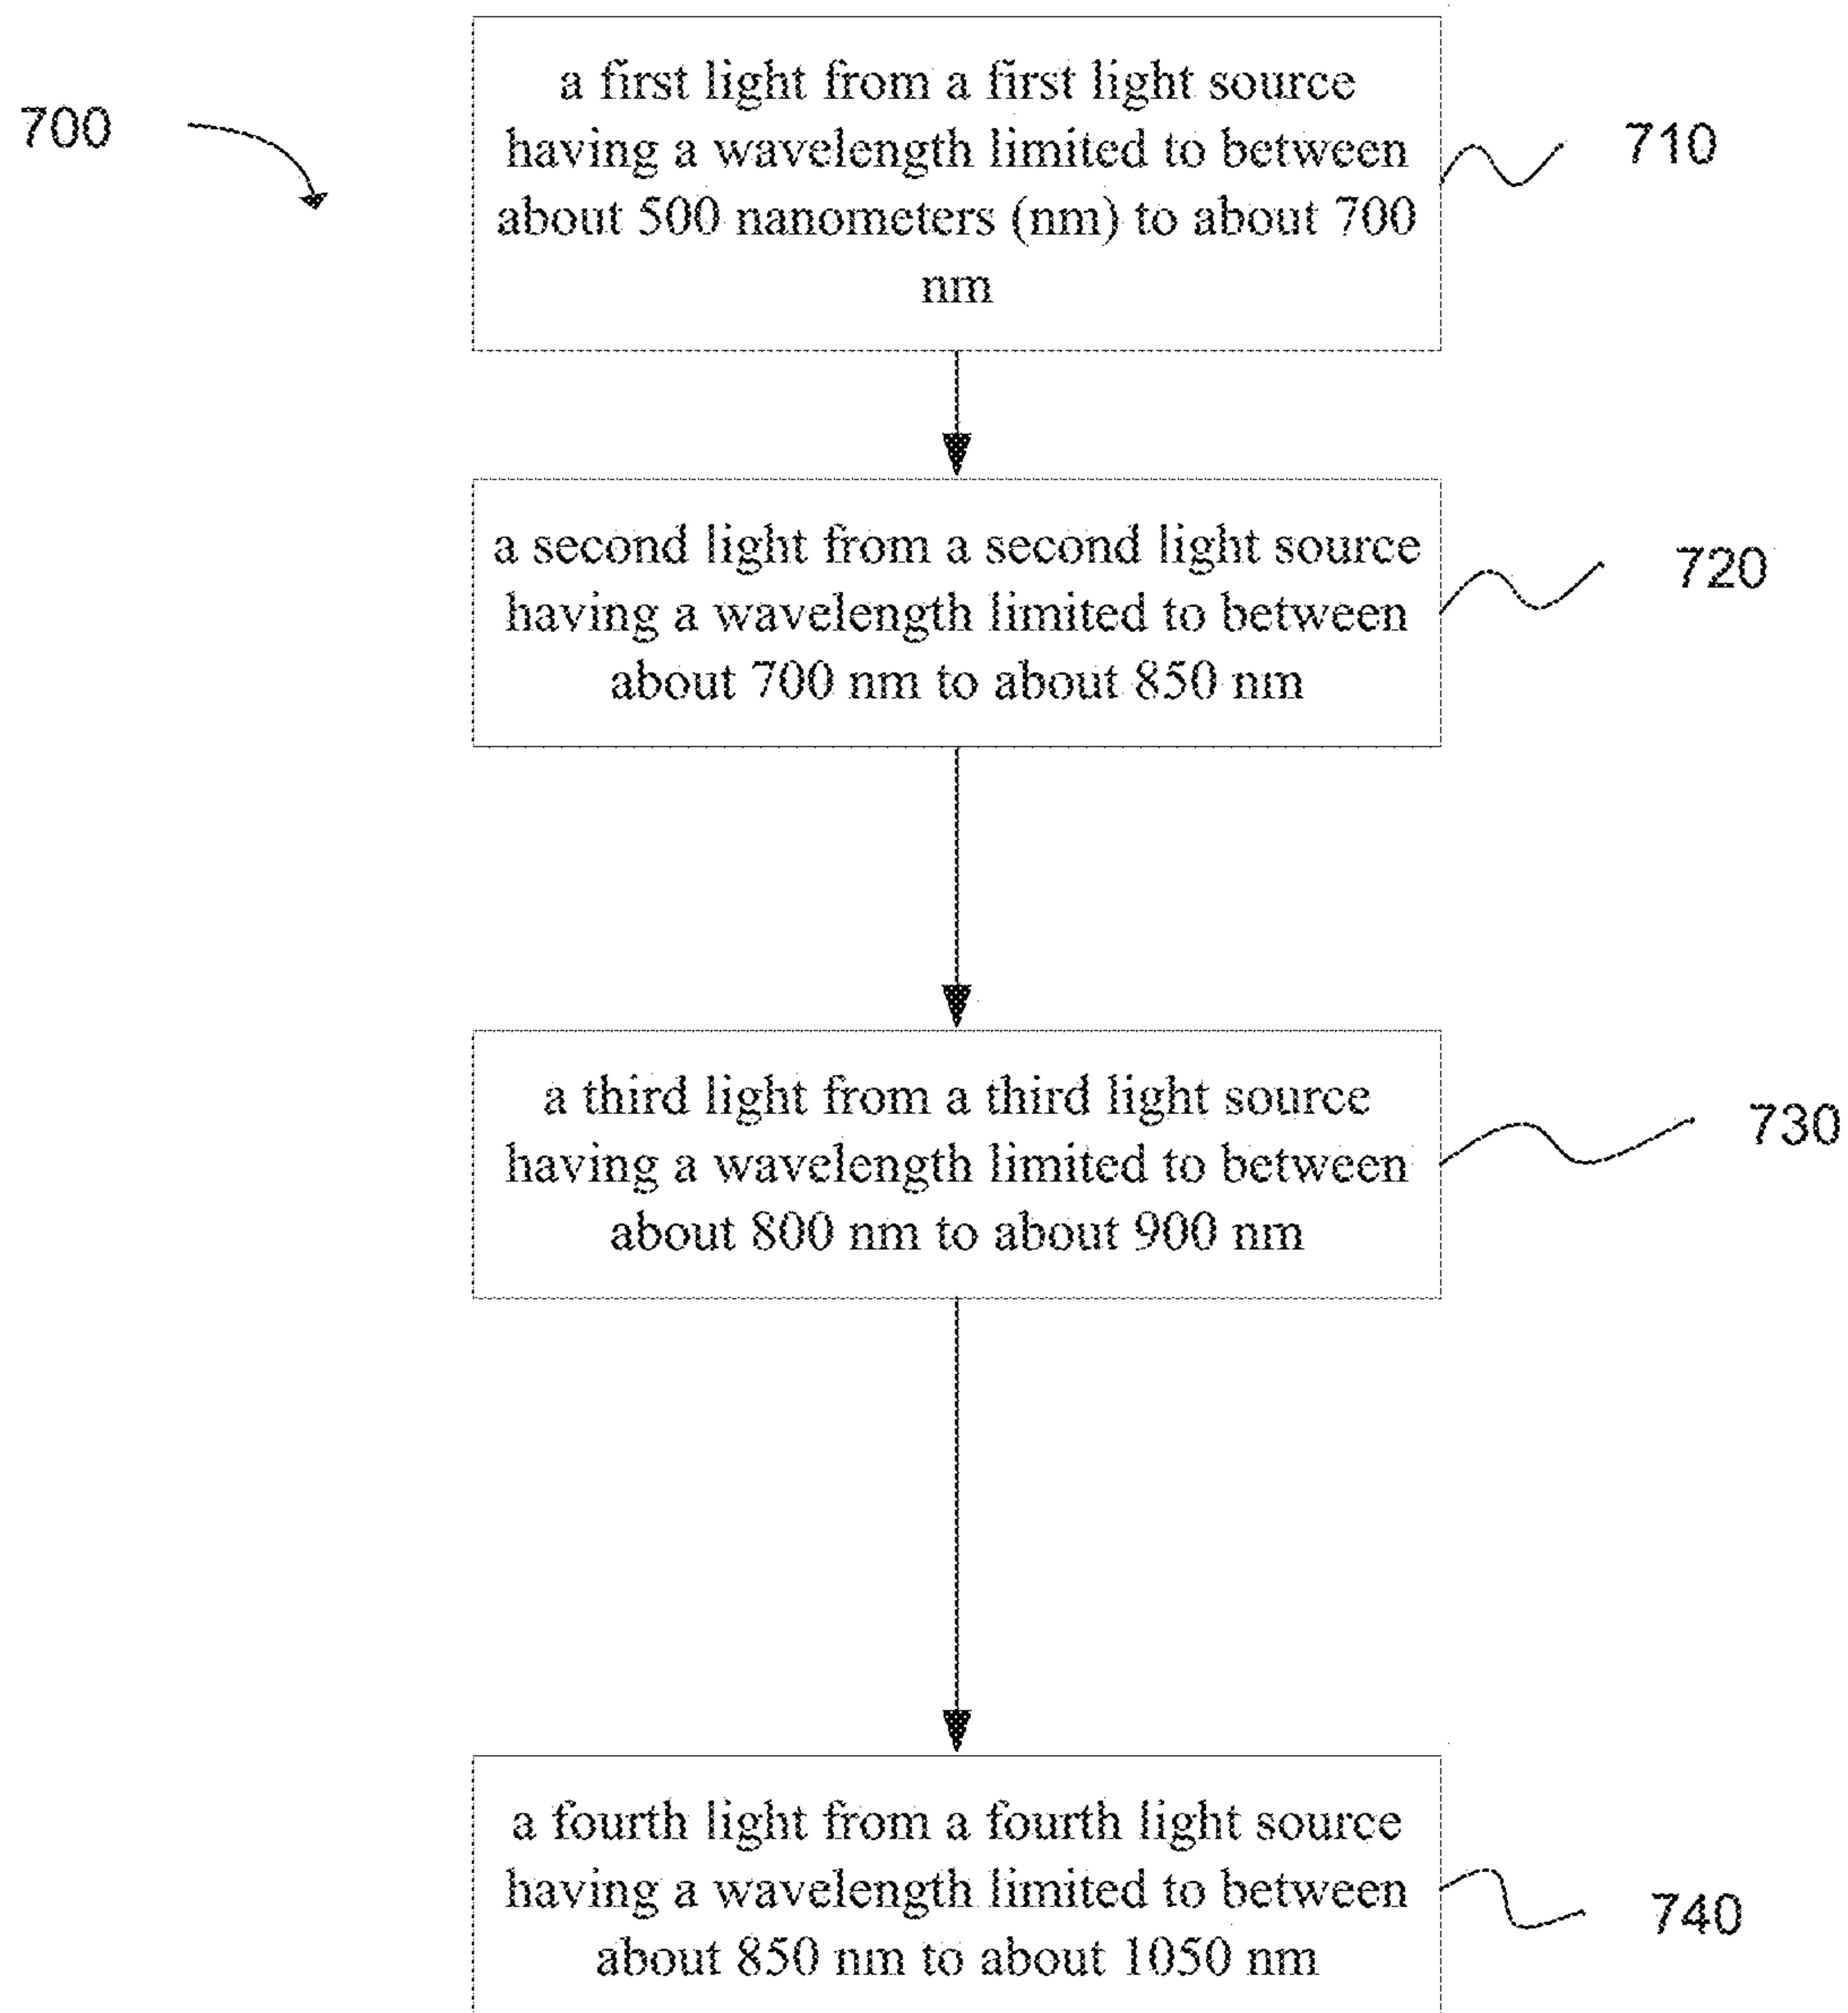 700
a first light from a first light source
having a wavelength limited to between
about 500 nanometers (nm) to about 700
nm
710
a second light from a second light source
having a wavelength limited to between
about 700 nm to about 850 nm
720
a third light from a third light source
having a wavelength limited to between
about 800 nm to about 900 nm
730
a fourth light from a fourth light source
having a wavelength limited to between
about 850 nm to about 1050 nm
740